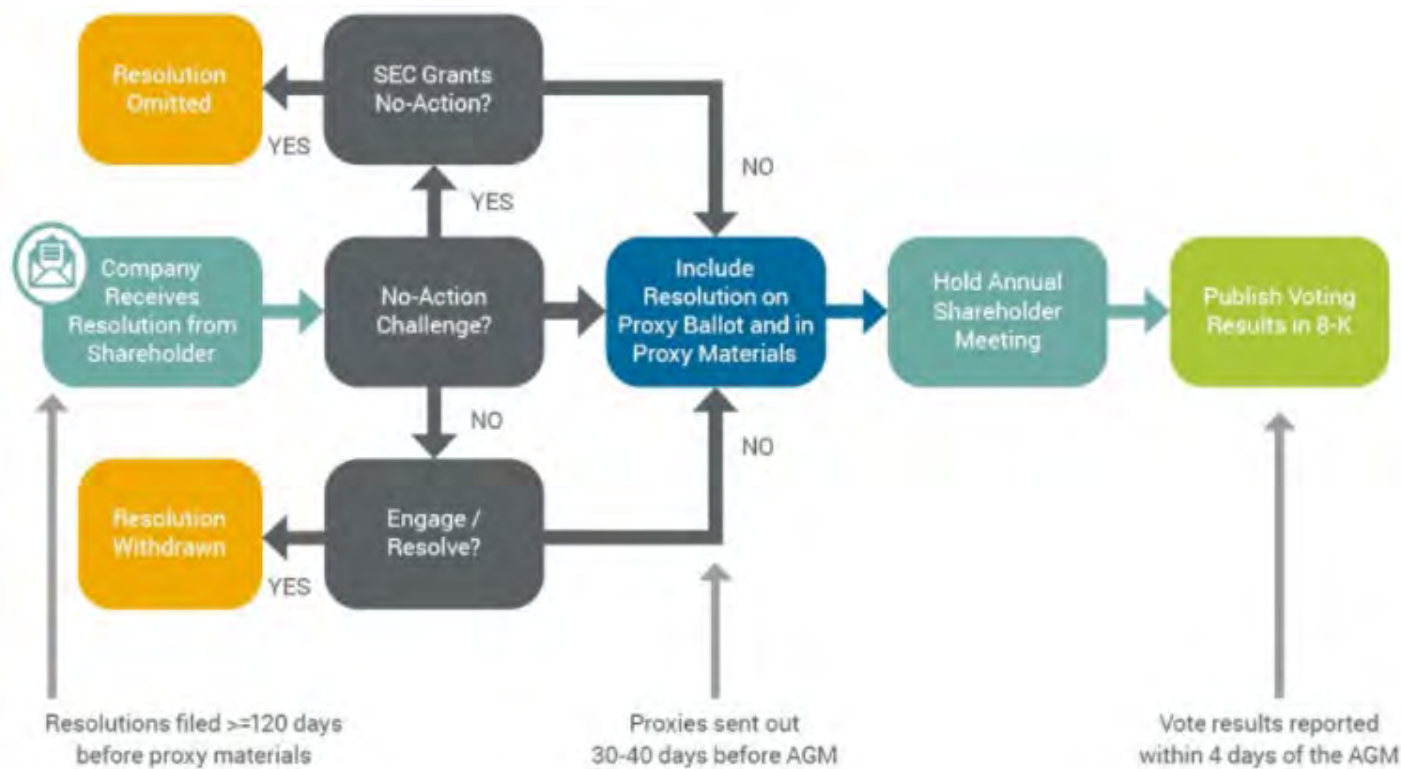 Resolution
Omitted
SEC Grants
No-Action?
YES
NO
YES
Company
Receives
Resolution from
Shareholder
No-Action
Challenge?
Include
Resolution on
Proxy Ballot and in
Proxy Materials
Hold Annual
Shareholder
Meeting
Publish Voting
Results in 8-K
NO
NO
Resolution
Withdrawn
Engage /
Resolve?
YES
Resolutions filed >=120 days
before proxy materials
Proxies sent out
30-40 days before AGM
Vote results reported
within 4 days of the AGM